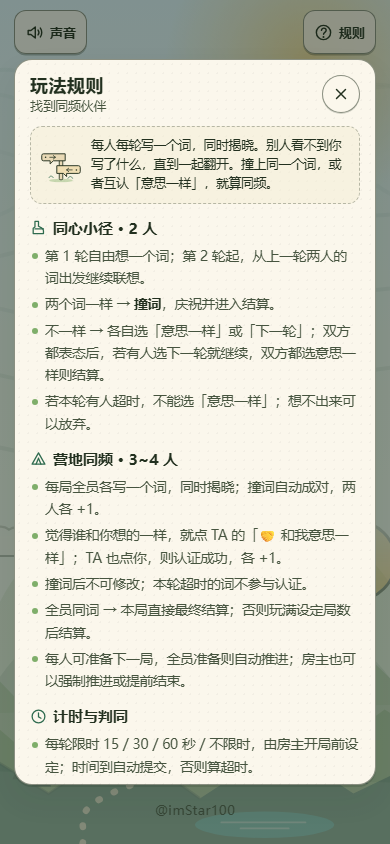 声音
规则
玩法规则
找到同频伙伴
每人每轮写一个词，同时揭晓。别人看不到你
写了什么，直到一起翻开。撞上同一个词，或
者互认「意思一样」，就算同频。
同心小径・2 人
第 1 轮自由想一个词；第 2 轮起，从上一轮两人的
词出发继续联想。
两个词一样 → 撞词，庆祝并进入结算。
不一样 → 各自选「意思一样」或「下一轮」；双方
都表态后，若有人选下一轮就继续，双方都选意思一
样则结算。
若本轮有人超时，不能选「意思一样」；想不出来可
以放弃。
营地同频・3~4 人
每局全员各写一个词，同时揭晓；撞词自动成对，两
人各 +1。
觉得谁和你想的一样，就点 TA 的「🤝 和我意思一
样」；TA 也点你，则认证成功，各 +1。
撞词后不可修改；本轮超时的词不参与认证。
全员同词 → 本局直接最终结算；否则玩满设定局数
后结算。
每人可准备下一局，全员准备则自动推进；房主也可
以强制推进或提前结束。
计时与判同
每轮限时 15 / 30 / 60 秒 / 不限时，由房主开局前设
定；时间到自动提交，否则算超时。
@imStar100